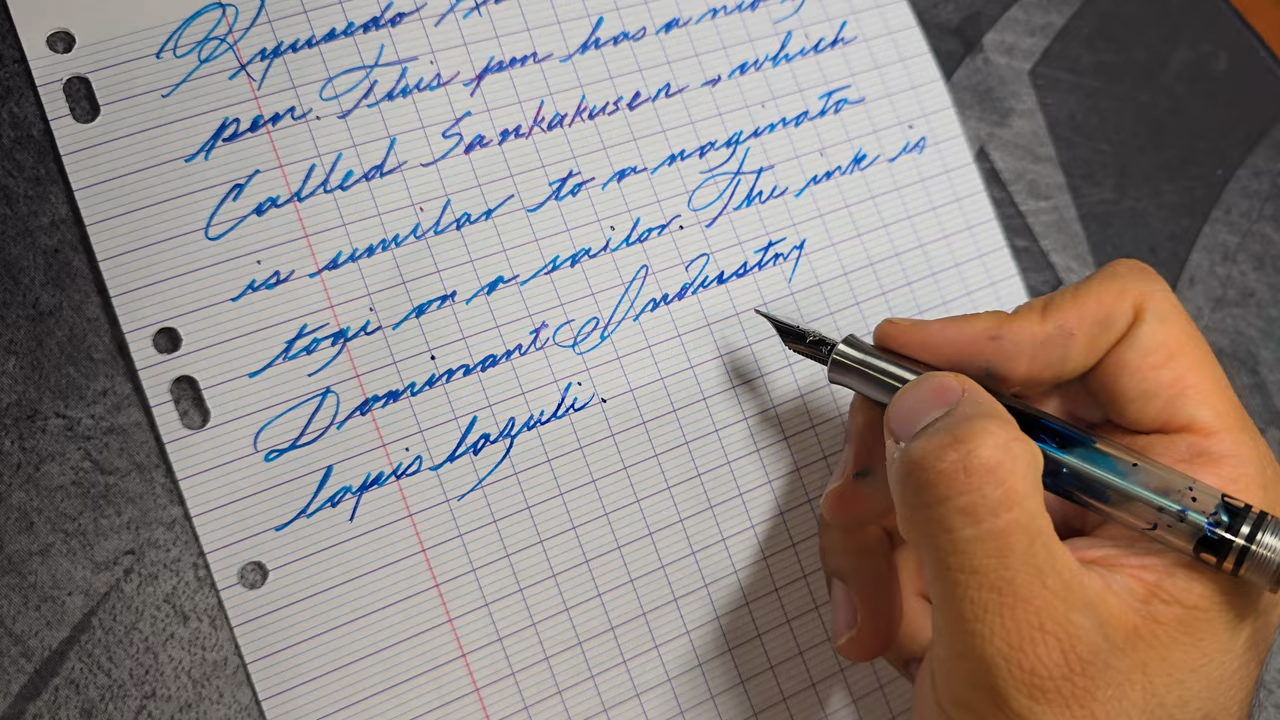 Ryusedo
pen. This pen has a
Called Sankakusen, which
is similar to a naginata
togi on a sailor. The ink is
Dominant Industry
lapis lazuli.